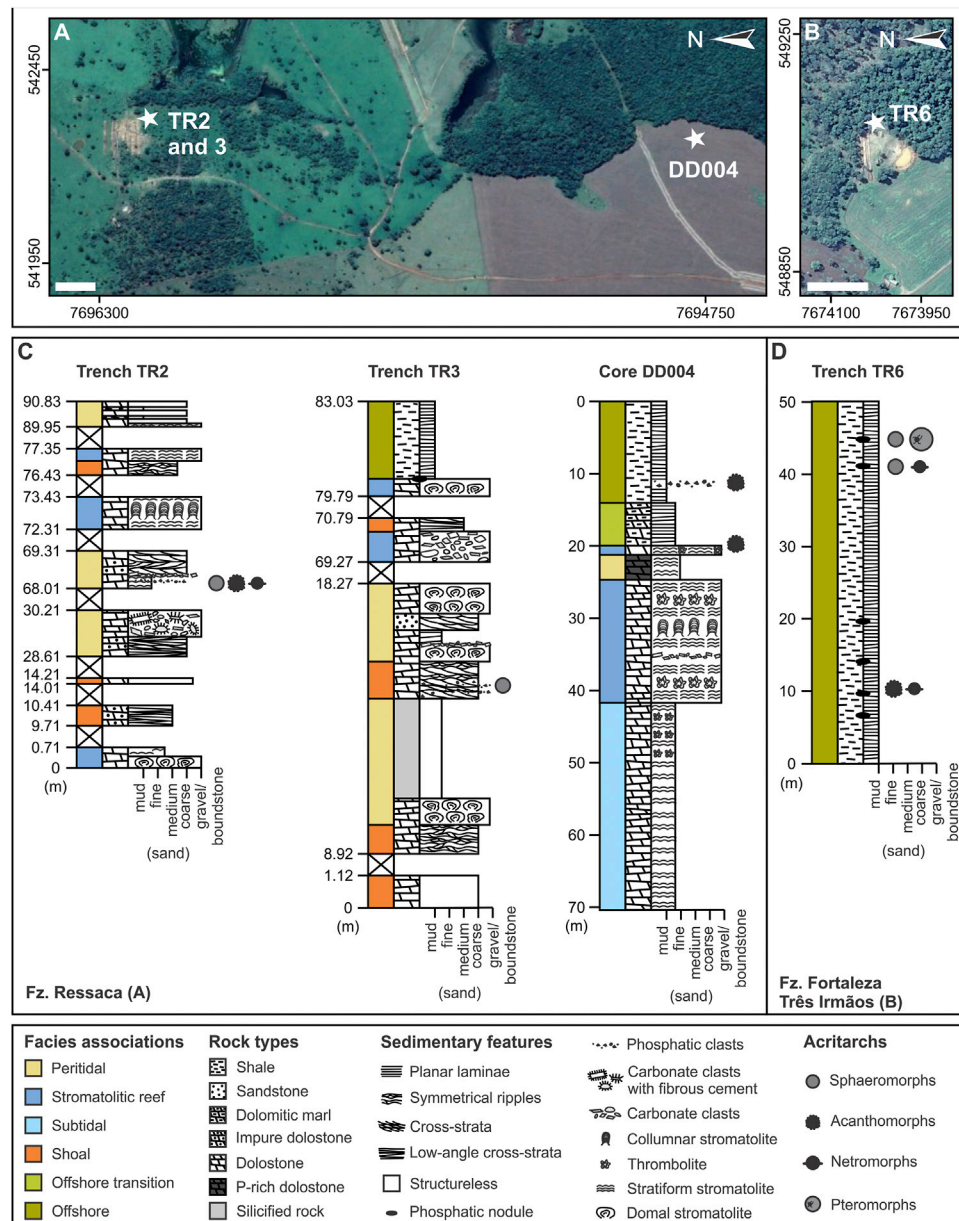 A
N
542450
541950
TR2
and 3
DD004
7696300
7694750
B
N
549250
548850
TR6
7674100
7673950
C
Trench TR2
90.83
89.95
77.35
76.43
73.43
72.31
69.31
68.01
30.21
28.61
14.21
14.01
10.41
9.71
0.71
0
(m)
mud
fine
medium
coarse
gravel/
boundstone
(sand)
Trench TR3
83.03
79.79
70.79
69.27
18.27
8.92
1.12
0
(m)
mud
fine
medium
coarse
gravel/
boundstone
(sand)
Core DD004
0
10
20
30
40
50
60
70
(m)
mud
fine
medium
coarse
gravel/
boundstone
(sand)
Fz. Ressaca (A)
D
Trench TR6
50
40
30
20
10
0
(m)
mud
fine
medium
coarse
gravel/
boundstone
(sand)
Fz. Fortaleza
Três Irmãos (B)
Facies associations
Peritidal
Stromatolitic reef
Subtidal
Shoal
Offshore transition
Offshore
Rock types
Shale
Sandstone
Dolomitic marl
Impure dolostone
Dolostone
P-rich dolostone
Silicified rock
Sedimentary features
Planar laminae
Symmetrical ripples
Cross-strata
Low-angle cross-strata
Structureless
Phosphatic nodule
Phosphatic clasts
Carbonate clasts
with fibrous cement
Carbonate clasts
Collumnar stromatolite
Thrombolite
Stratiform stromatolite
Domal stromatolite
Acritarchs
Sphaeromorphs
Acanthomorphs
Netromorphs
Pteromorphs